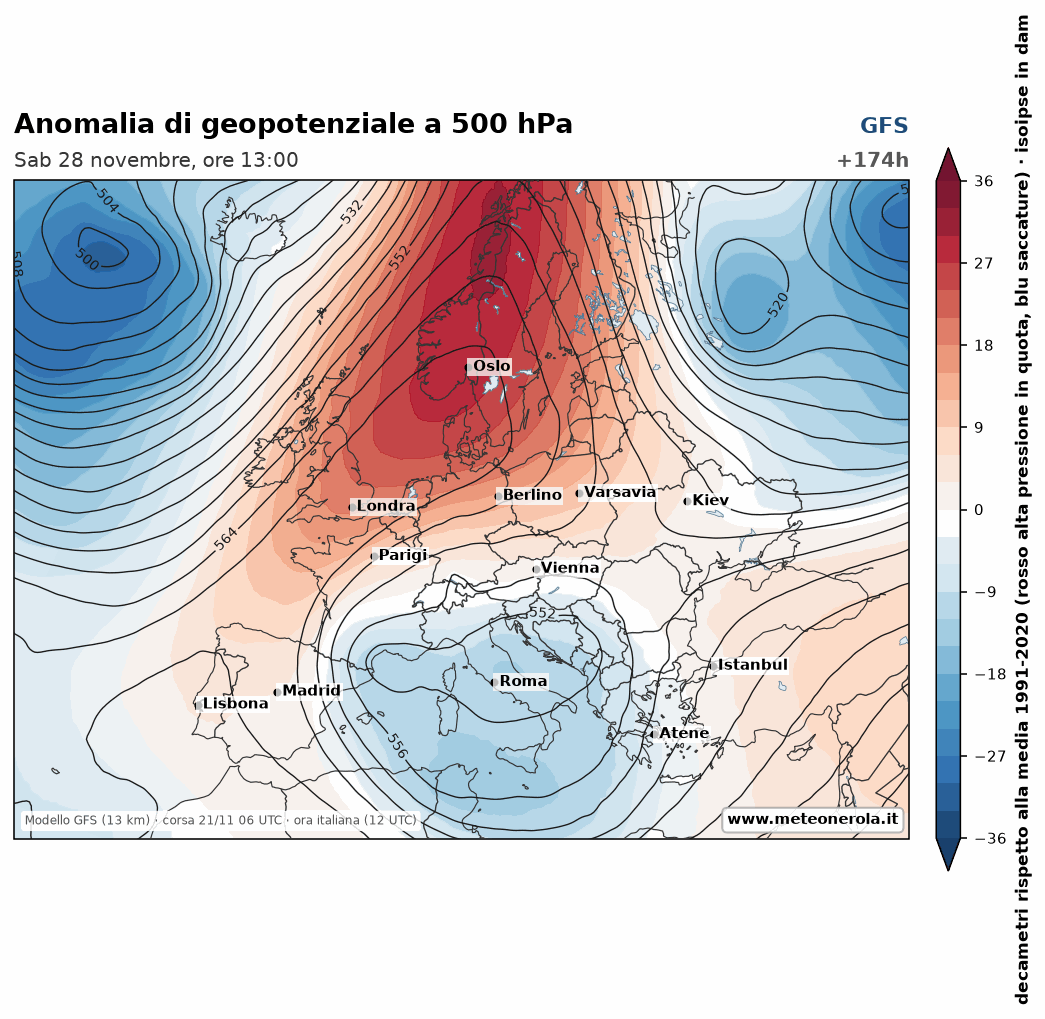 Anomalia di geopotenziale a 500 hPa
GFS
Sab 28 novembre, ore 13:00
+174h
504
500
508
532
552
520
564
552
556
Oslo
Londra
Berlino
Varsavia
Kiev
Parigi
Vienna
Roma
Madrid
Lisbona
Istanbul
Atene
Modello GFS (13 km) · corsa 21/11 06 UTC · ora italiana (12 UTC)
www.meteonerola.it
36
27
18
9
0
−9
−18
−27
−36
decametri rispetto alla media 1991-2020 (rosso alta pressione in quota, blu saccature) · isoipse in dam